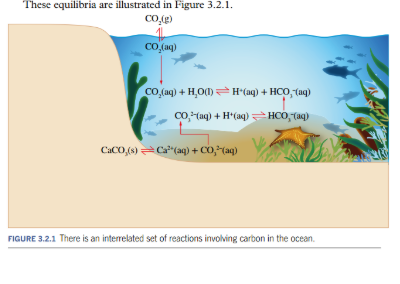 These equilibria are illustrated in Figure 3.2.1.
CO₂(g)
CO₂(aq)
CO₂(aq) + H₂O(l) ⇌ H⁺(aq) + HCO₃⁻(aq)
CO₃²⁻(aq) + H⁺(aq) ⇌ HCO₃⁻(aq)
CaCO₃(s) ⇌ Ca²⁺(aq) + CO₃²⁻(aq)
FIGURE 3.2.1 There is an interrelated set of reactions involving carbon in the ocean.